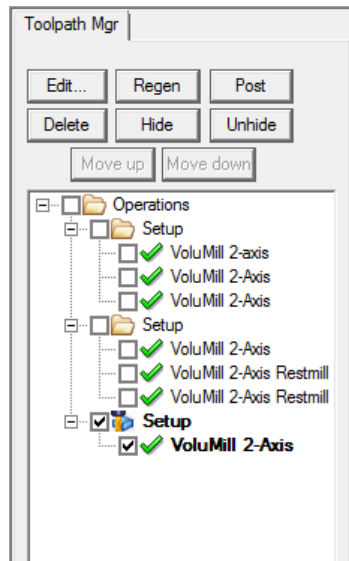 Toolpath Mgr
Edit... Regen Post
Delete Hide Unhide
Move up Move down
Operations
Setup
VoluMill 2-axis
VoluMill 2-Axis
VoluMill 2-Axis
Setup
VoluMill 2-Axis
VoluMill 2-Axis Restmill
VoluMill 2-Axis Restmill
Setup
VoluMill 2-Axis